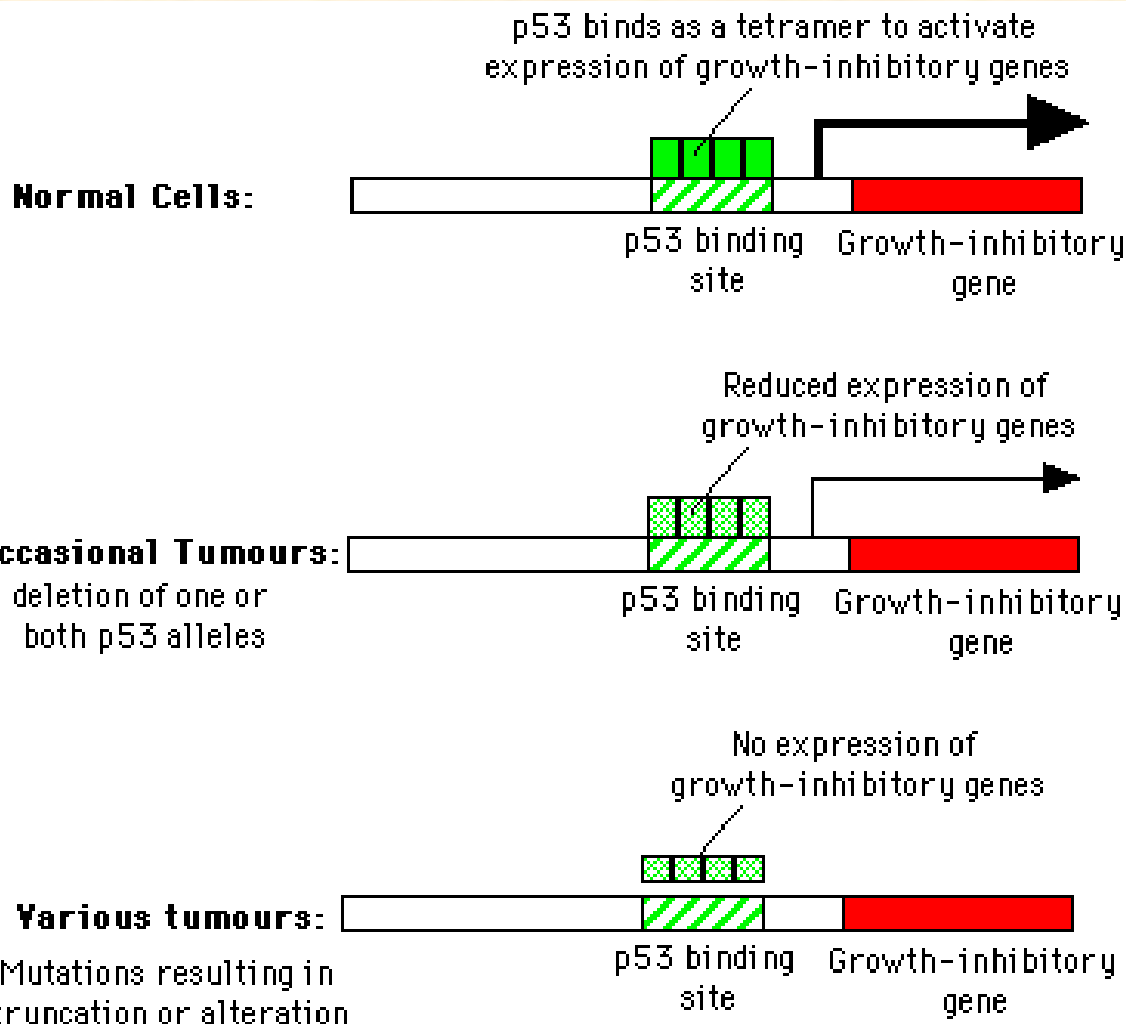 p53 binds as a tetramer to activate
expression of growth-inhibitory genes
Normal Cells:
p53 binding
site
Growth-inhibitory
gene
Reduced expression of
growth-inhibitory genes
ccasional Tumours:
deletion of one or
both p53 alleles
p53 binding
site
Growth-inhibitory
gene
No expression of
growth-inhibitory genes
Various tumours:
Mutations resulting in
truncation or alteration
p53 binding
site
Growth-inhibitory
gene